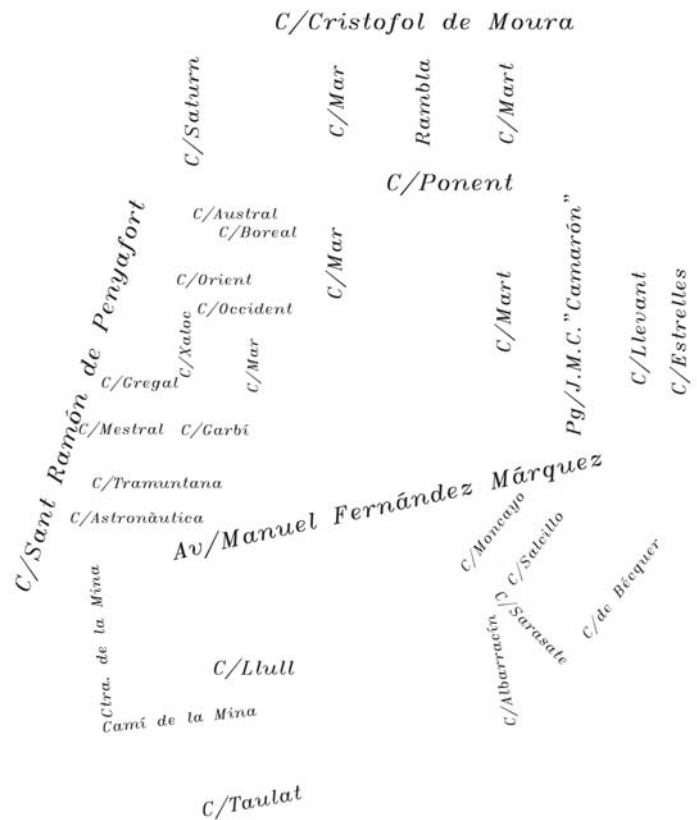 C/Cristofol de Moura
C/Saturn
C/Mar
Rambla
C/Mart
C/Ponent
C/Sant Ramón de Penyafort
C/Austral
C/Boreal
C/Mar
Pg/J.M.C."Camarón"
C/Orient
C/Occident
C/Mart
C/Llevant
C/Estrelles
C/Xaloc
C/Mar
C/Gregal
C/Mestral
C/Garbí
C/Tramuntana
C/Astronàutica
Av/Manuel Fernández Márquez
C/Moncayo
C/Salcillo
C/Sarasate
C/de Bécquer
C/Albarracín
Ctra. de la Mina
C/Llull
Camí de la Mina
C/Taulat